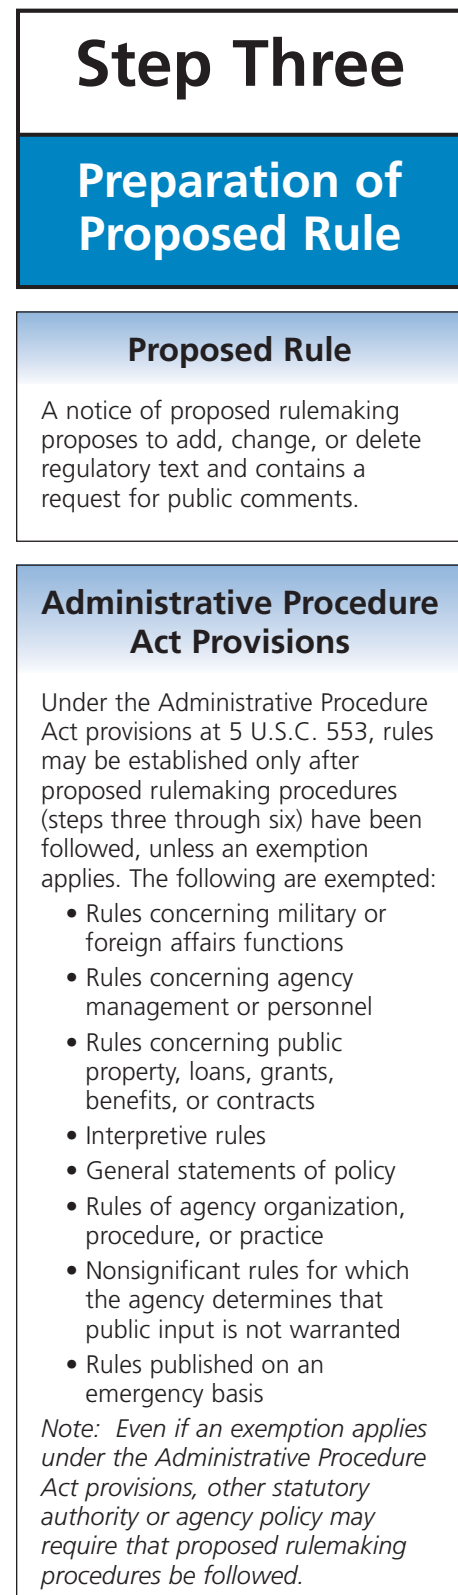 Step Three
Preparation of
Proposed Rule
Proposed Rule
A notice of proposed rulemaking
proposes to add, change, or delete
regulatory text and contains a
request for public comments.
Administrative Procedure
Act Provisions
Under the Administrative Procedure
Act provisions at 5 U.S.C. 553, rules
may be established only after
proposed rulemaking procedures
(steps three through six) have been
followed, unless an exemption
applies. The following are exempted:
• Rules concerning military or
foreign affairs functions
• Rules concerning agency
management or personnel
• Rules concerning public
property, loans, grants,
benefits, or contracts
• Interpretive rules
• General statements of policy
• Rules of agency organization,
procedure, or practice
• Nonsignificant rules for which
the agency determines that
public input is not warranted
• Rules published on an
emergency basis
Note:  Even if an exemption applies
under the Administrative Procedure
Act provisions, other statutory
authority or agency policy may
require that proposed rulemaking
procedures be followed.